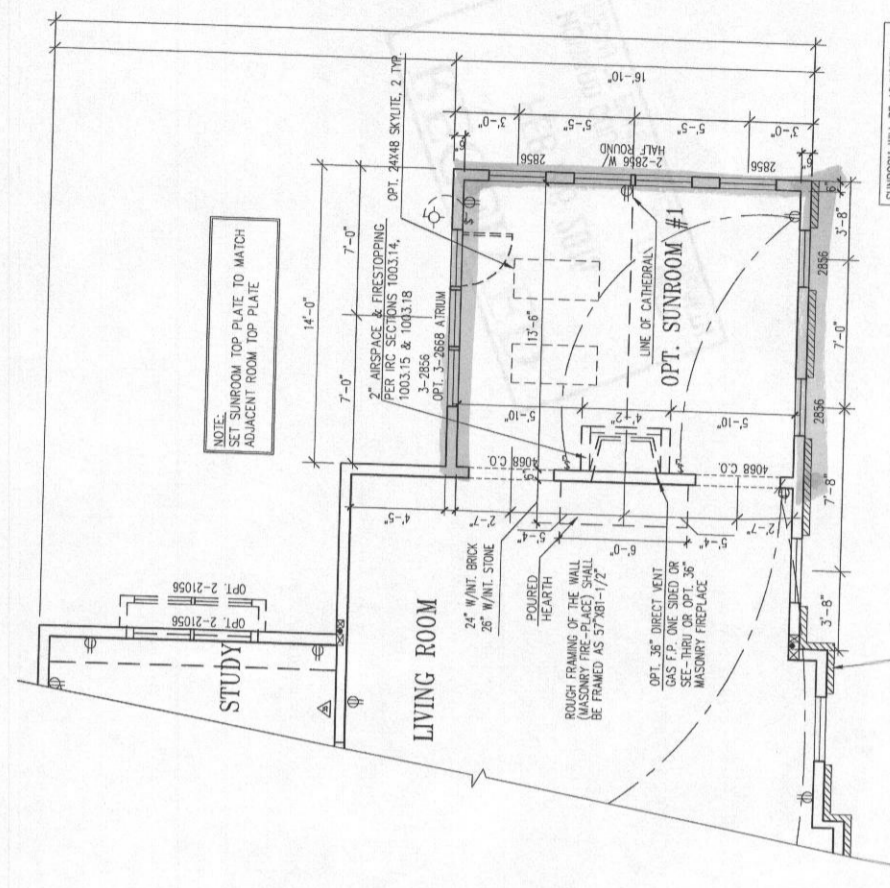 NOTE:
SET SUNROOM TOP PLATE TO MATCH
ADJACENT ROOM TOP PLATE
14'-0"
7'-0"
7'-0"
16'-10"
3'-0"
5'-5"
5'-5"
3'-0"
2856
2-2856 W/
HALF ROUND
2856
OPT. 24X48 SKYLITE, 2 TYP.
2" AIRSPACE & FIRESTOPPING
PER IRC SECTIONS 1003.14,
1003.15 & 1003.18
3-2856
OPT. 3-2668 ATRIUM
13'-6"
LINE OF CATHEDRAL
OPT. SUNROOM #1
5'-10"
4'-2"
5'-10"
6"
4068 C.O.
4068 C.O.
4'-5"
2'-7"
5'-4"
6'-0"
5'-4"
2'-7"
24" W/INT. BRICK
26" W/INT. STONE
POURED
HEARTH
ROUGH FRAMING OF THE WALL
(MASONRY FIRE-PLACE) SHALL
BE FRAMED AS 57"X81-1/2"
OPT. 36" DIRECT VENT
GAS F.P. ONE SIDED OR
SEE-THRU OR OPT. 36"
MASONRY FIREPLACE
OPT. 2-21056
OPT. 2-21056
STUDY
LIVING ROOM
2856
2856
6"
3'-8"
7'-0"
7'-8"
3'-8"